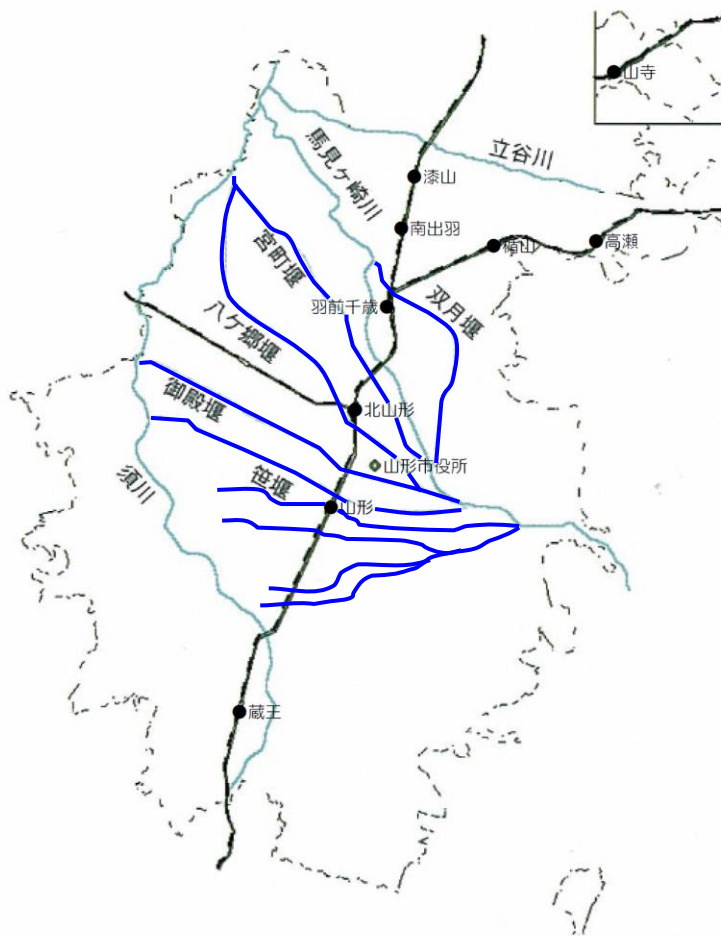 山寺
立谷川
馬見ヶ崎川
漆山
南出羽
楯山
高瀬
宮町堰
羽前千歳
双月堰
八ケ郷堰
御殿堰
北山形
山形市役所
須川
笹堰
山形
蔵王